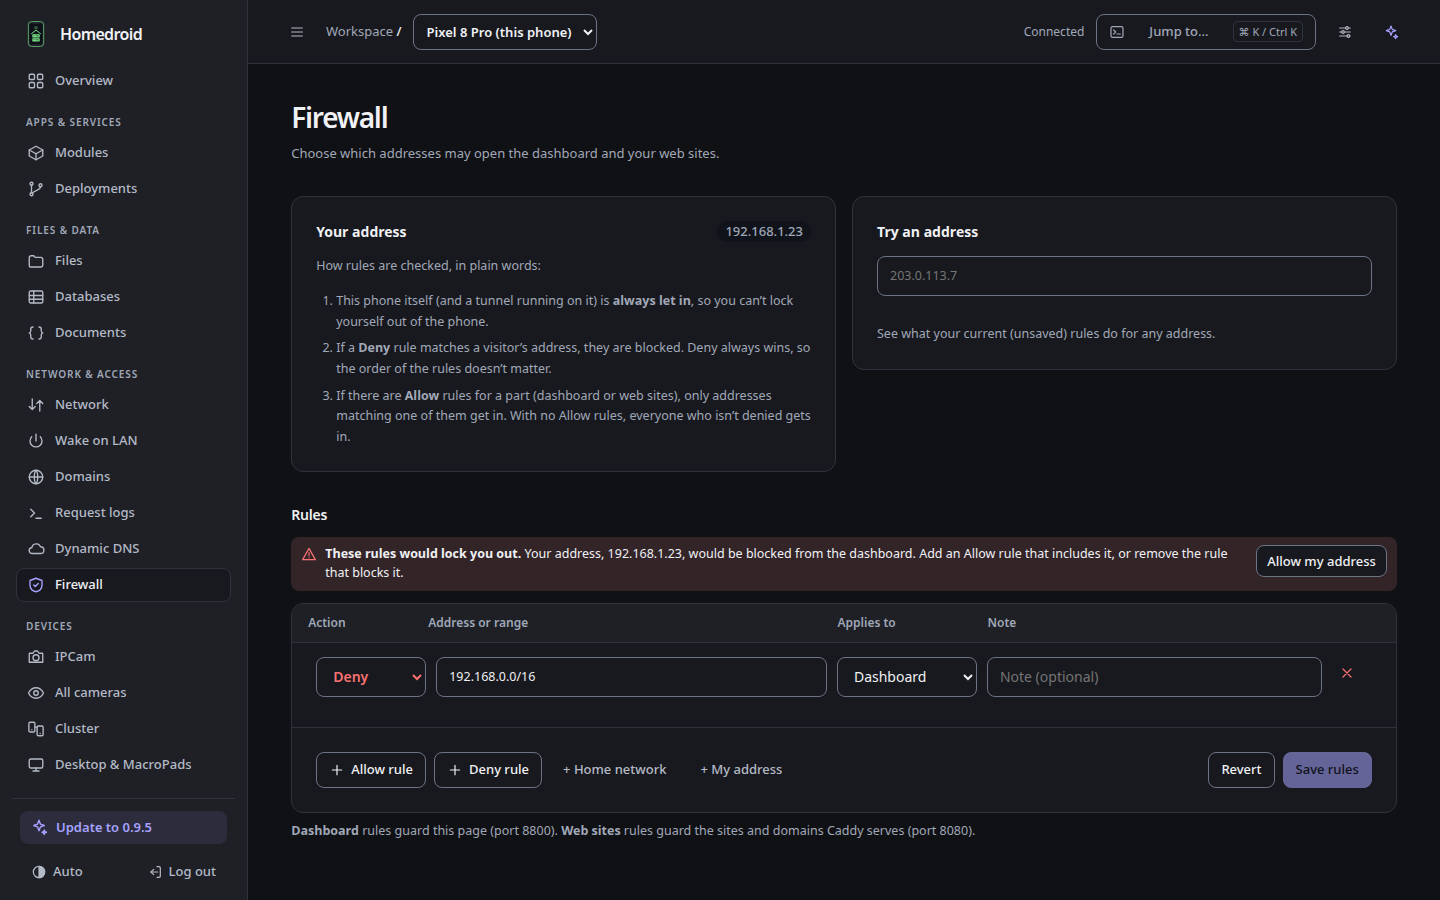 Homedroid
Overview
APPS & SERVICES
Modules
Deployments
FILES & DATA
Files
Databases
Documents
NETWORK & ACCESS
Network
Wake on LAN
Domains
Request logs
Dynamic DNS
Firewall
DEVICES
IPCam
All cameras
Cluster
Desktop & MacroPads
Update to 0.9.5
Auto
Log out
Workspace /
Pixel 8 Pro (this phone)
Connected
Jump to...
⌘ K / Ctrl K
Firewall
Choose which addresses may open the dashboard and your web sites.
Your address
192.168.1.23
How rules are checked, in plain words:
1. This phone itself (and a tunnel running on it) is always let in, so you can't lock
yourself out of the phone.
2. If a Deny rule matches a visitor's address, they are blocked. Deny always wins, so
the order of the rules doesn't matter.
3. If there are Allow rules for a part (dashboard or web sites), only addresses
matching one of them get in. With no Allow rules, everyone who isn't denied gets
in.
Try an address
203.0.113.7
See what your current (unsaved) rules do for any address.
Rules
These rules would lock you out. Your address, 192.168.1.23, would be blocked from the dashboard. Add an Allow rule that includes it, or remove the rule
that blocks it.
Allow my address
Action
Address or range
Applies to
Note
Deny
192.168.0.0/16
Dashboard
Note (optional)
+ Allow rule
+ Deny rule
+ Home network
+ My address
Revert
Save rules
Dashboard rules guard this page (port 8800). Web sites rules guard the sites and domains Caddy serves (port 8080).